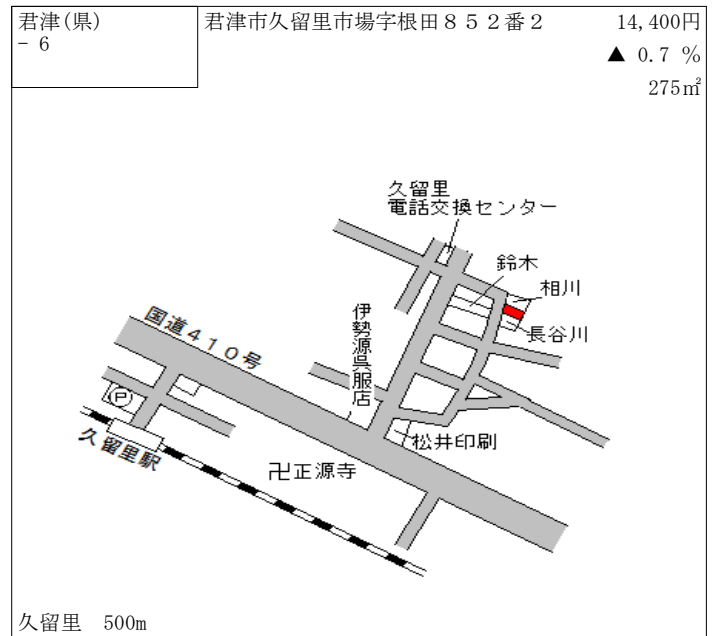 君津(県)
- 6
君津市久留里市場字根田８５２番２
14,400円
▲ 0.7 %
275㎡
久留里
電話交換センター
鈴木
相川
長谷川
伊勢源呉服店
国道４１０号
Ｐ
久留里駅
松井印刷
卍正源寺
久留里　500m